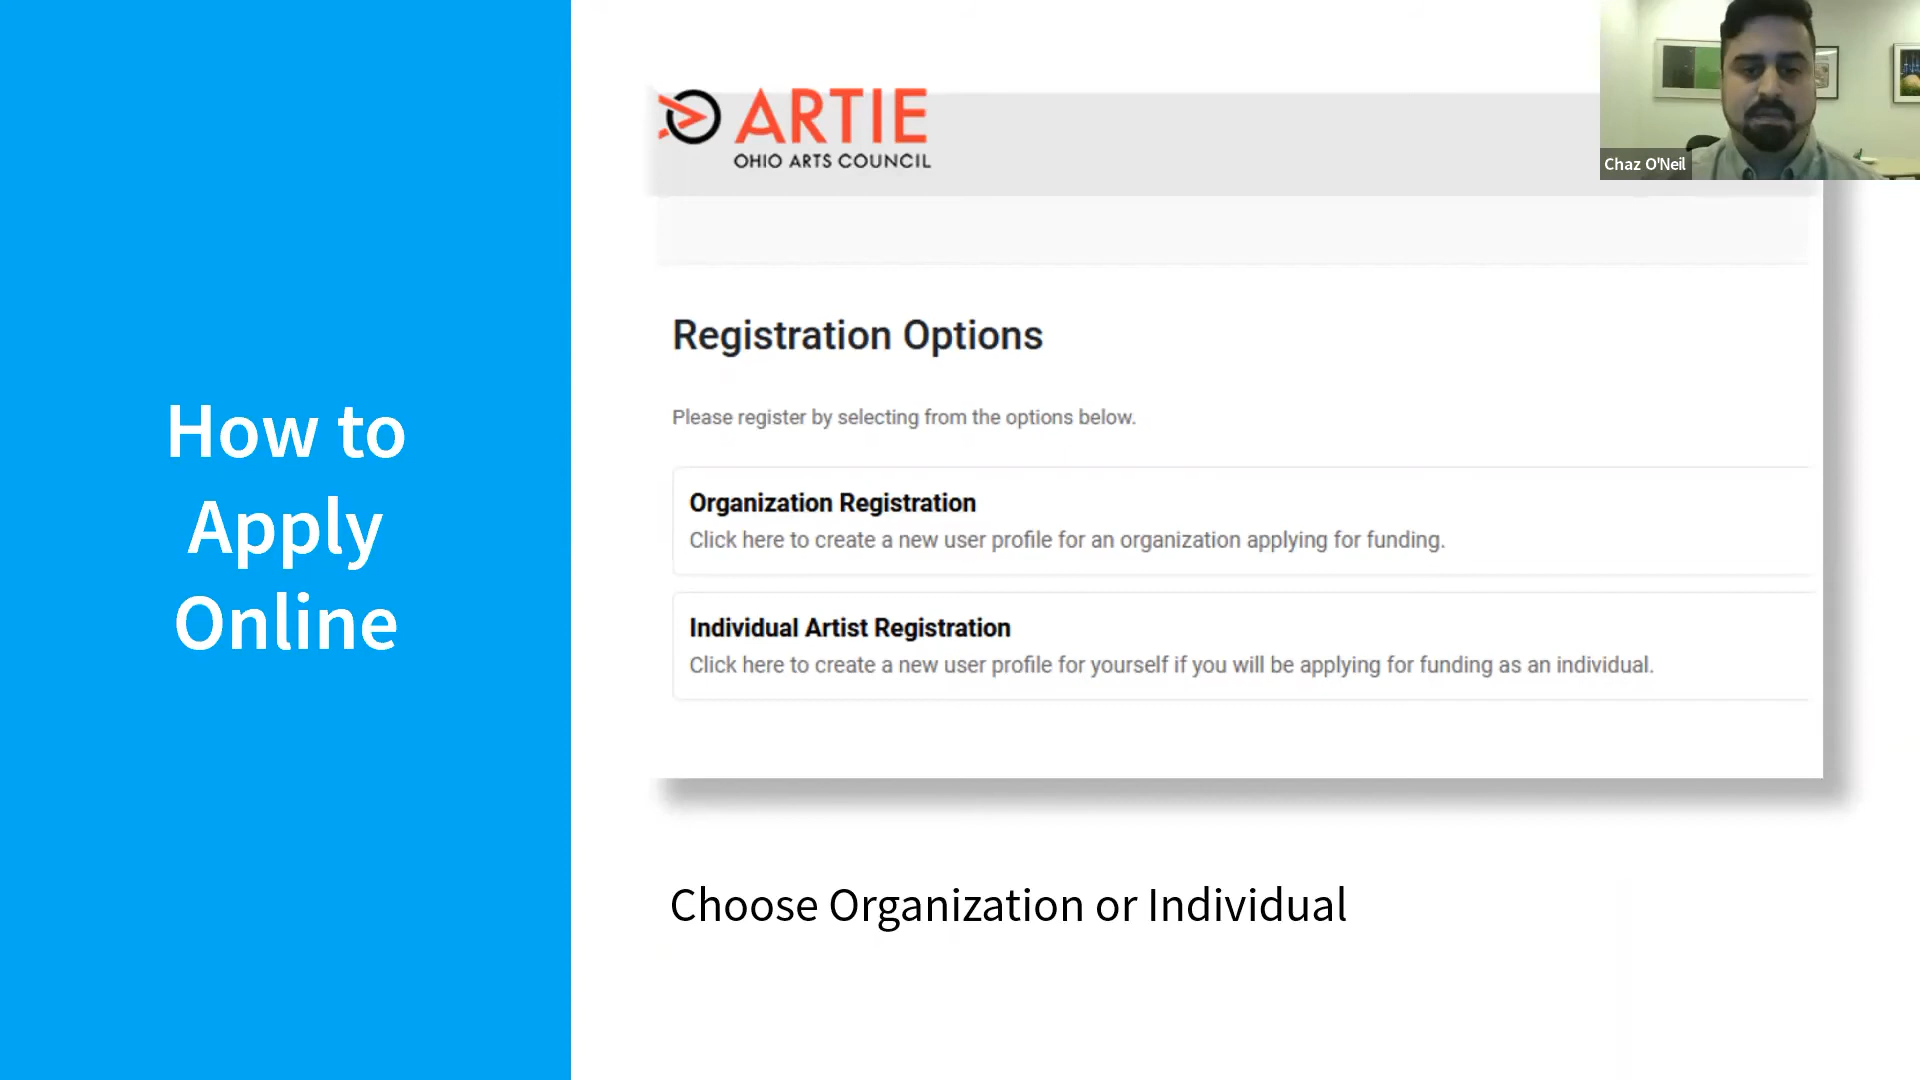 How to
Apply
Online
ARTIE
OHIO ARTS COUNCIL
Chaz O'Neil
Registration Options
Please register by selecting from the options below.
Organization Registration
Click here to create a new user profile for an organization applying for funding.
Individual Artist Registration
Click here to create a new user profile for yourself if you will be applying for funding as an individual.
Choose Organization or Individual